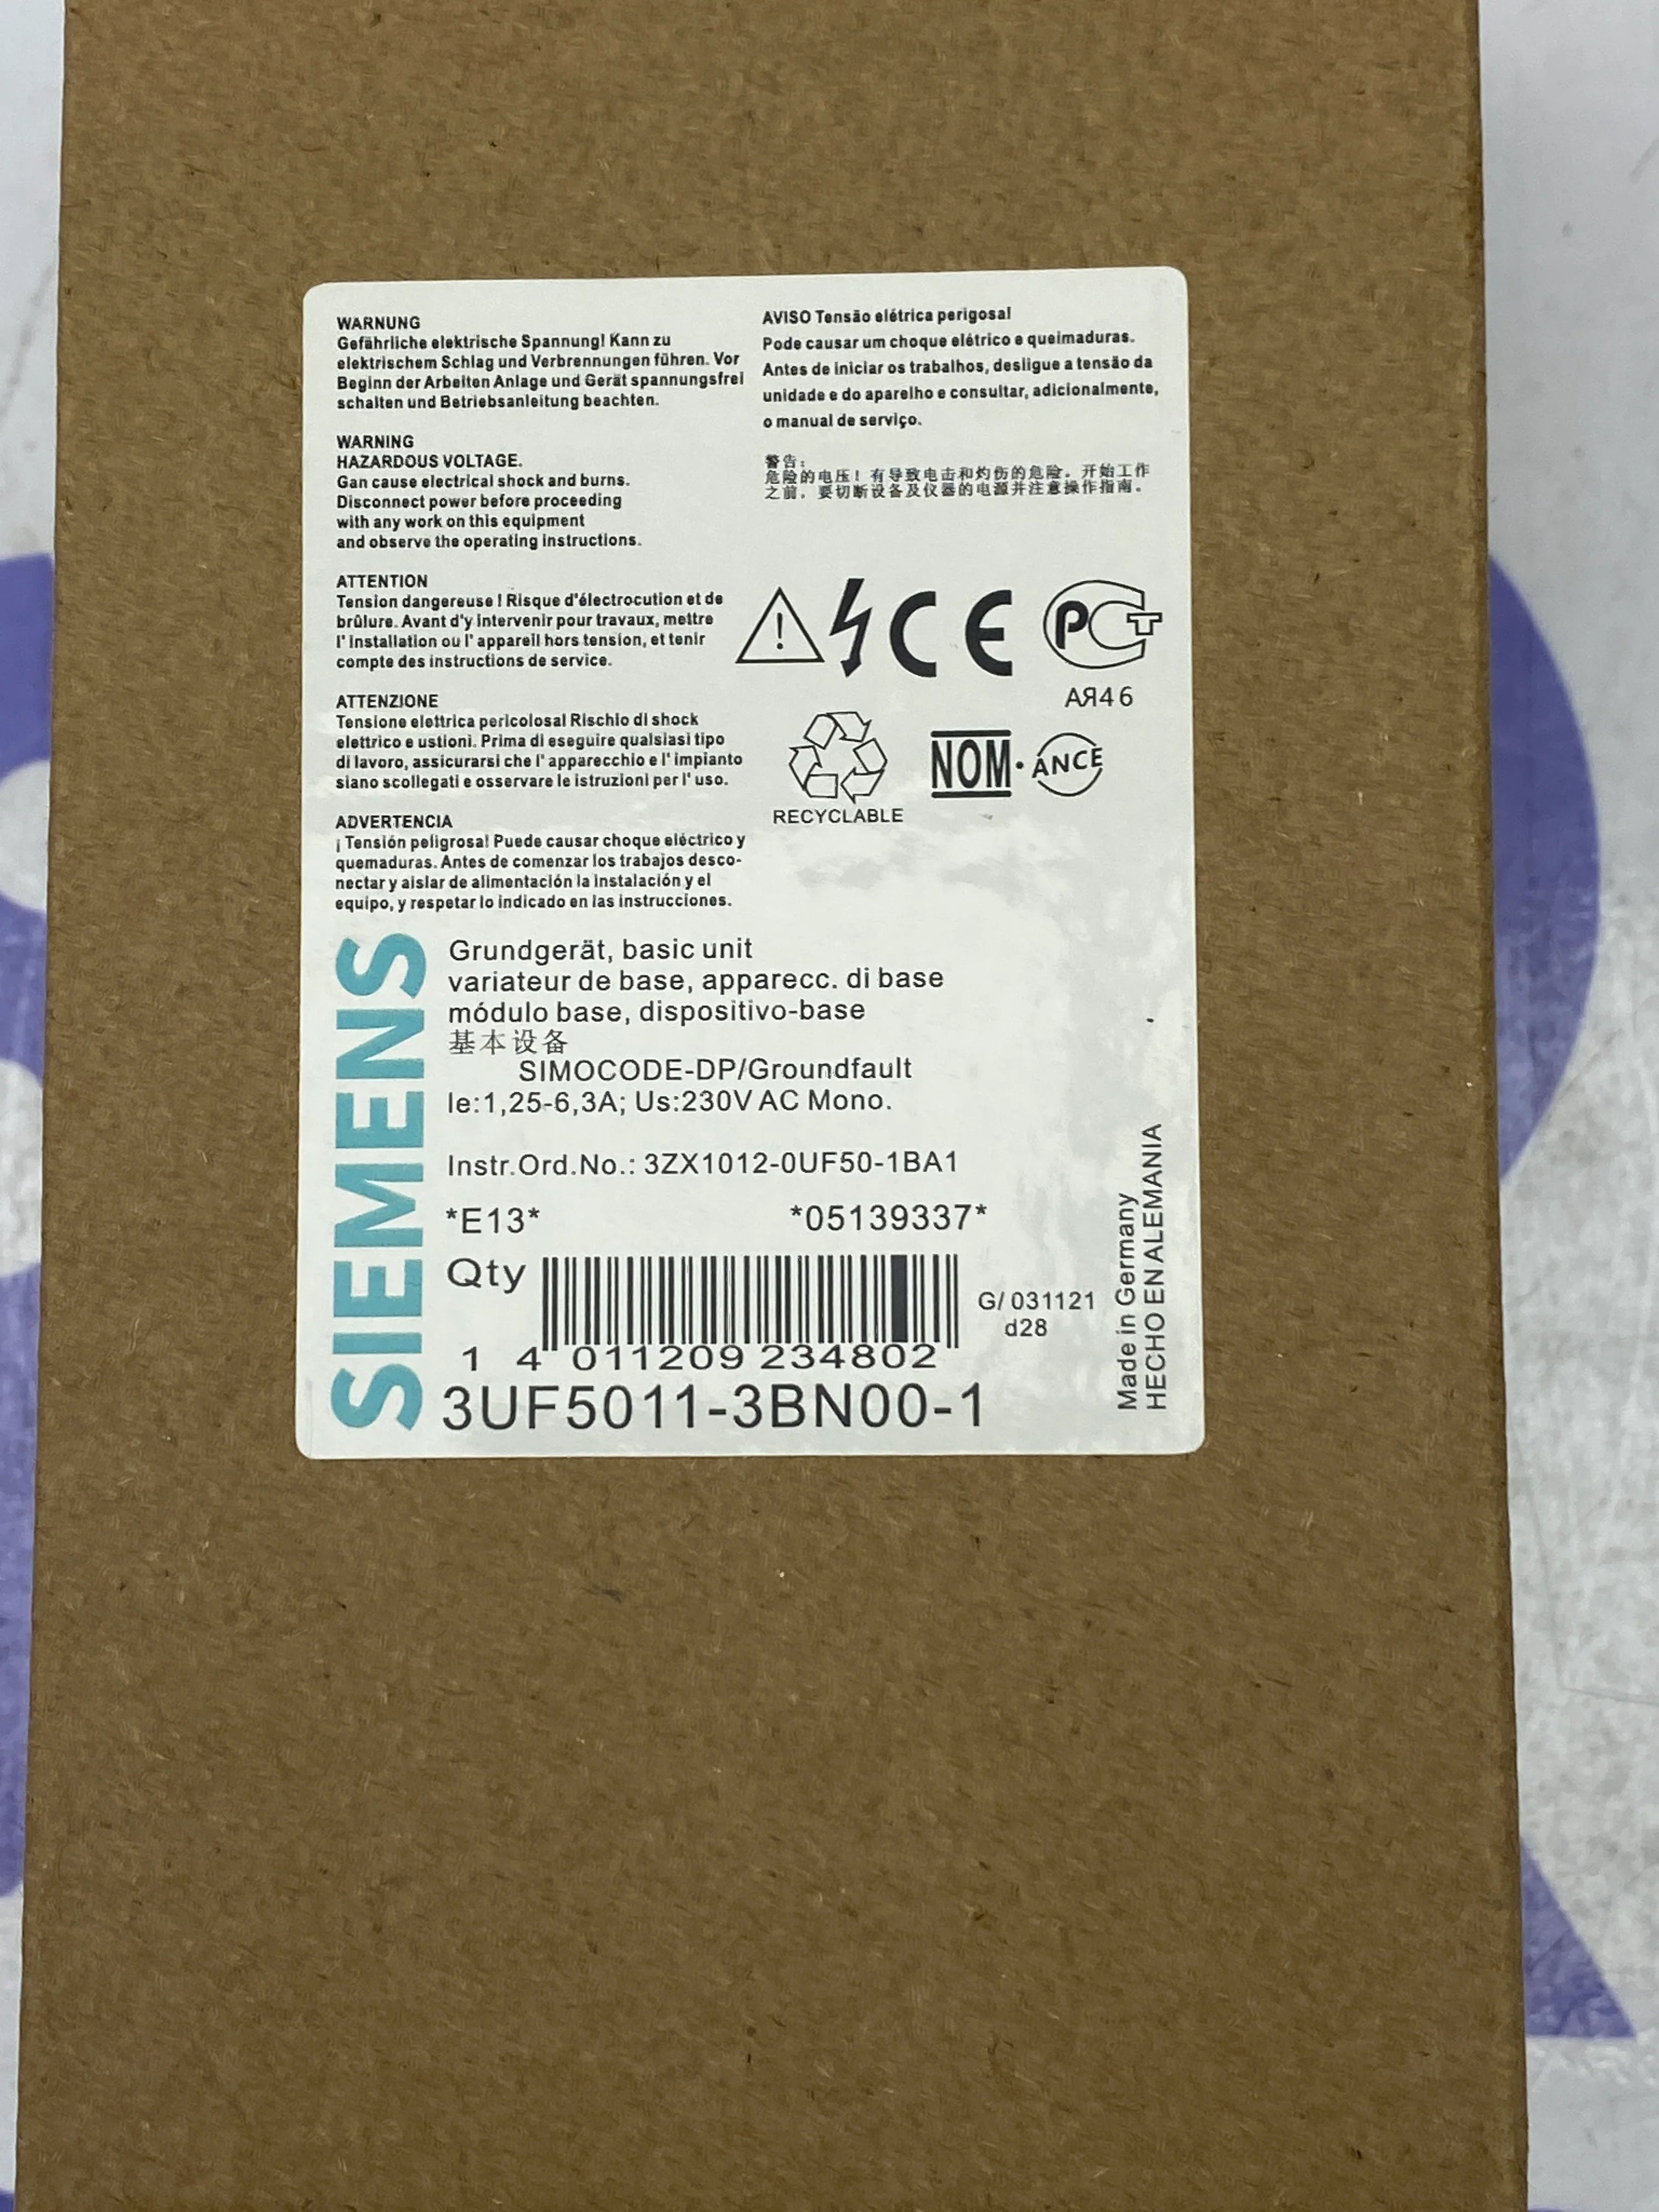 WARNUNG
Gefährliche elektrische Spannung! Kann zu
elektrischem Schlag und Verbrennungen führen. Vor
Beginn der Arbeiten Anlage und Gerät spannungsfrei
schalten und Betriebsanleitung beachten.
WARNING
HAZARDOUS VOLTAGE.
Gan cause electrical shock and burns.
Disconnect power before proceeding
with any work on this equipment
and observe the operating instructions.
ATTENTION
Tension dangereuse ! Risque d'électrocution et de
brûlure. Avant d'y intervenir pour travaux, mettre
l' installation ou l' appareil hors tension, et tenir
compte des instructions de service.
ATTENZIONE
Tensione elettrica pericolosa! Rischio di shock
elettrico e ustioni. Prima di eseguire qualsiasi tipo
di lavoro, assicurarsi che l' apparecchio e l' impianto
siano scollegati e osservare le istruzioni per l' uso.
ADVERTENCIA
¡ Tensión peligrosa! Puede causar choque eléctrico y
quemaduras. Antes de comenzar los trabajos desco-
nectar y aislar de alimentación la instalación y el
equipo, y respetar lo indicado en las instrucciones.
AVISO Tensão elétrica perigosa!
Pode causar um choque elétrico e queimaduras.
Antes de iniciar os trabalhos, desligue a tensão da
unidade e do aparelho e consultar, adicionalmente,
o manual de serviço.
警告：
危险的电压！有导致电击和灼伤的危险。开始工作
之前，要切断设备及仪器的电源并注意操作指南。
CE
РСТ
АЯ46
RECYCLABLE
NOM·ANCE
SIEMENS
Grundgerät, basic unit
variateur de base, apparecc. di base
módulo base, dispositivo-base
基本设备
SIMOCODE-DP/Groundfault
Ie:1,25-6,3A; Us:230V AC Mono.
Instr.Ord.No.: 3ZX1012-0UF50-1BA1
*E13* *05139337*
Qty
1 4 011209 234802
G/ 031121
d28
3UF5011-3BN00-1
Made in Germany
HECHO EN ALEMANIA